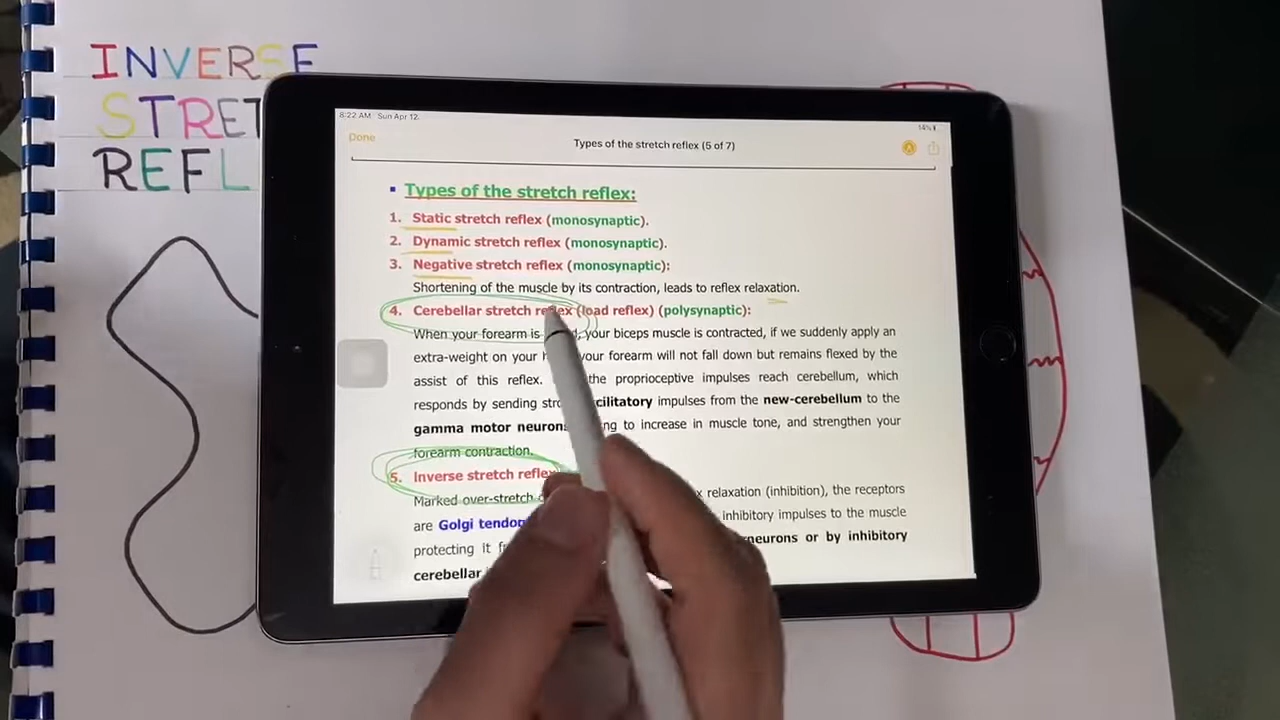 INVERSE
STRET
REFL
8:22 AM Sun Apr 12
14%
Done
Types of the stretch reflex (5 of 7)
▪ Types of the stretch reflex:
1. Static stretch reflex (monosynaptic).
2. Dynamic stretch reflex (monosynaptic).
3. Negative stretch reflex (monosynaptic):
Shortening of the muscle by its contraction, leads to reflex relaxation.
4. Cerebellar stretch reflex (load reflex) (polysynaptic):
When your forearm is your biceps muscle is contracted, if we suddenly apply an
extra-weight on your your forearm will not fall down but remains flexed by the
assist of this reflex. the proprioceptive impulses reach cerebellum, which
responds by sending cilitatory impulses from the new-cerebellum to the
gamma motor neurons to increase in muscle tone, and strengthen your
forearm contraction.
5. Inverse stretch reflex
Marked over-stretch relaxation (inhibition), the receptors
are Golgi tendon inhibitory impulses to the muscle
protecting it neurons or by inhibitory
cerebellar